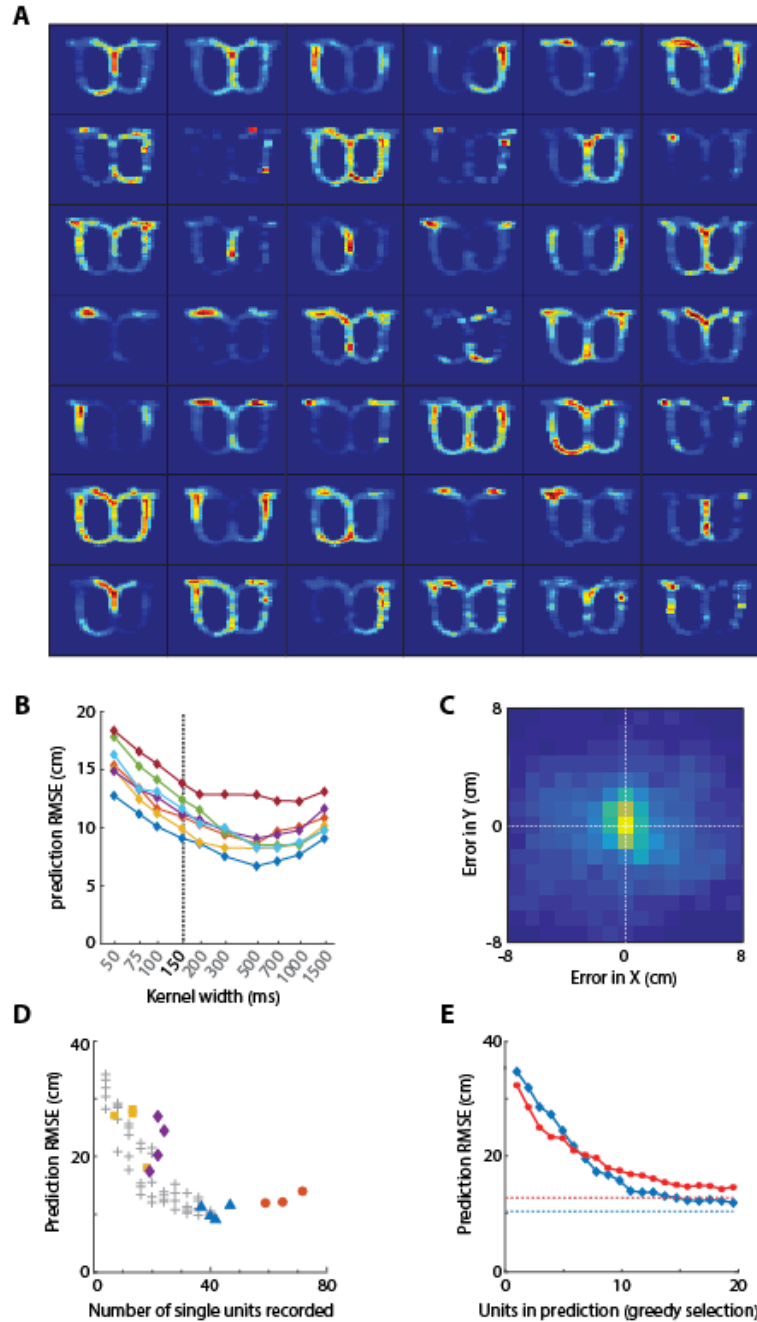 A
B
20
15
10
5
0
prediction RMSE (cm)
50
75
100
150
200
300
500
700
1000
1500
Kernel width (ms)
C
8
0
-8
Error in Y (cm)
-8
0
8
Error in X (cm)
D
40
20
0
Prediction RMSE (cm)
0
40
80
Number of single units recorded
E
40
20
0
Prediction RMSE (cm)
0
10
20
Units in prediction (greedy selection)